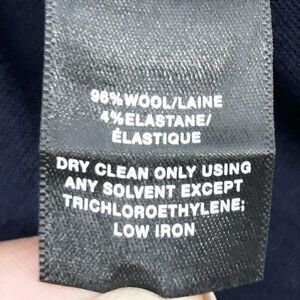 96%WOOL/LAINE
4%ELASTANE/
ÉLASTIQUE
DRY CLEAN ONLY USING
ANY SOLVENT EXCEPT
TRICHLOROETHYLENE;
LOW IRON